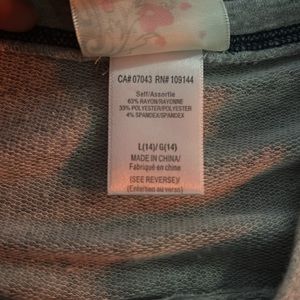 CA# 07043 RN# 109144
Self/Assortie
63% RAYON/RAYONNE
33% POLYESTER/POLYESTER
4% SPANDEX/SPANDEX
L(14)/ G(14)
MADE IN CHINA/
Fabriqué en chine
(SEE REVERSE)/
(Entretien au verso)